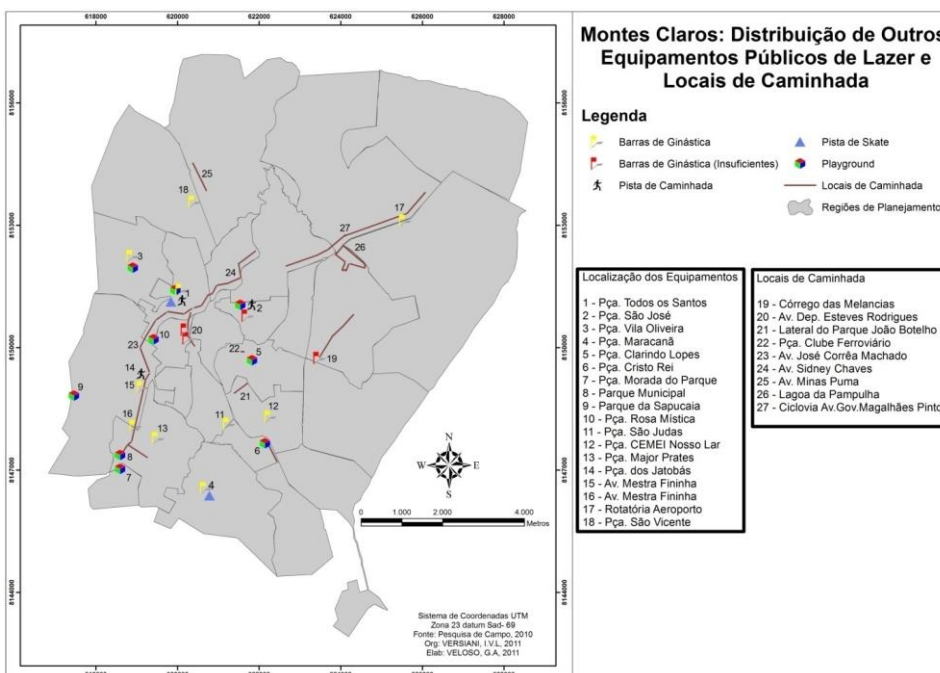 Montes Claros: Distribuição de Outros
Equipamentos Públicos de Lazer e
Locais de Caminhada
Legenda
Barras de Ginástica
Barras de Ginástica (Insuficientes)
Pista de Caminhada
Pista de Skate
Playground
Locais de Caminhada
Regiões de Planejamento
Localização dos Equipamentos
1 - Pça. Todos os Santos
2 - Pça. São José
3 - Pça. Vila Oliveira
4 - Pça. Maracanã
5 - Pça. Clarindo Lopes
6 - Pça. Cristo Rei
7 - Pça. Morada do Parque
8 - Parque Municipal
9 - Parque da Sapucaia
10 - Pça. Rosa Mística
11 - Pça. São Judas
12 - Pça. CEMEI Nosso Lar
13 - Pça. Major Prates
14 - Pça. dos Jatobás
15 - Av. Mestra Fininha
16 - Av. Mestra Fininha
17 - Rotatória Aeroporto
18 - Pça. São Vicente
Locais de Caminhada
19 - Córrego das Melancias
20 - Av. Dep. Esteves Rodrigues
21 - Lateral do Parque João Botelho
22 - Pça. Clube Ferroviário
23 - Av. José Corrêa Machado
24 - Av. Sidney Chaves
25 - Av. Minas Puma
26 - Lagoa da Pampulha
27 - Ciclovia Av.Gov.Magalhães Pinto
618000 620000 622000 624000 626000 628000
8156000
8153000
8150000
8147000
8144000
25
18
17
27
26
3
24
1
2
20
10
23
22
5
19
14
15
9
21
16
11
12
13
6
8
7
4
N
W E
S
0 1.000 2.000 4.000
Metros
Sistema de Coordenadas UTM
Zona 23 datum Sad- 69
Fonte: Pesquisa de Campo, 2010
Org: VERSIANI, I.V.L, 2011
Elab: VELOSO, G.A, 2011